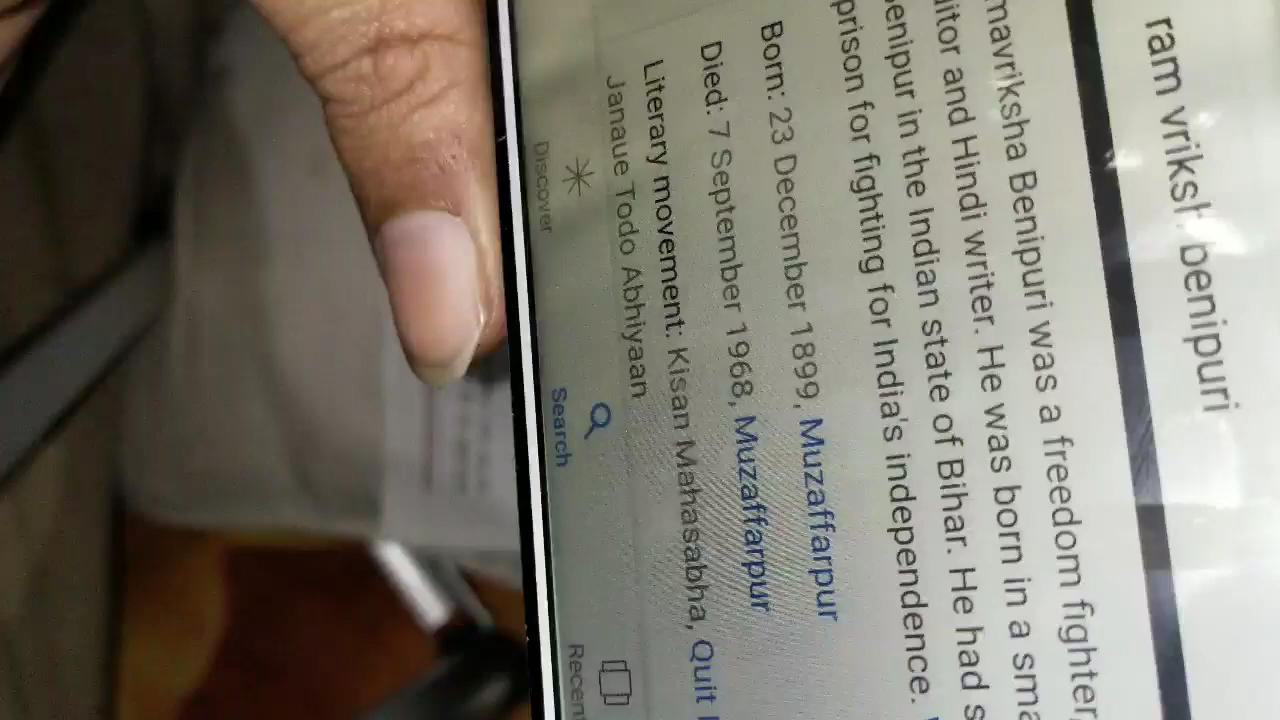 ram vriksh benipuri
mavriksha Benipuri was a freedom fighter,
itor and Hindi writer. He was born in a sma
enipur in the Indian state of Bihar. He had s
prison for fighting for India's independence.
Born: 23 December 1899, Muzaffarpur
Died: 7 September 1968, Muzaffarpur
Literary movement: Kisan Mahasabha, Quit I
Janaue Todo Abhiyaan
Discover
Search
Recent